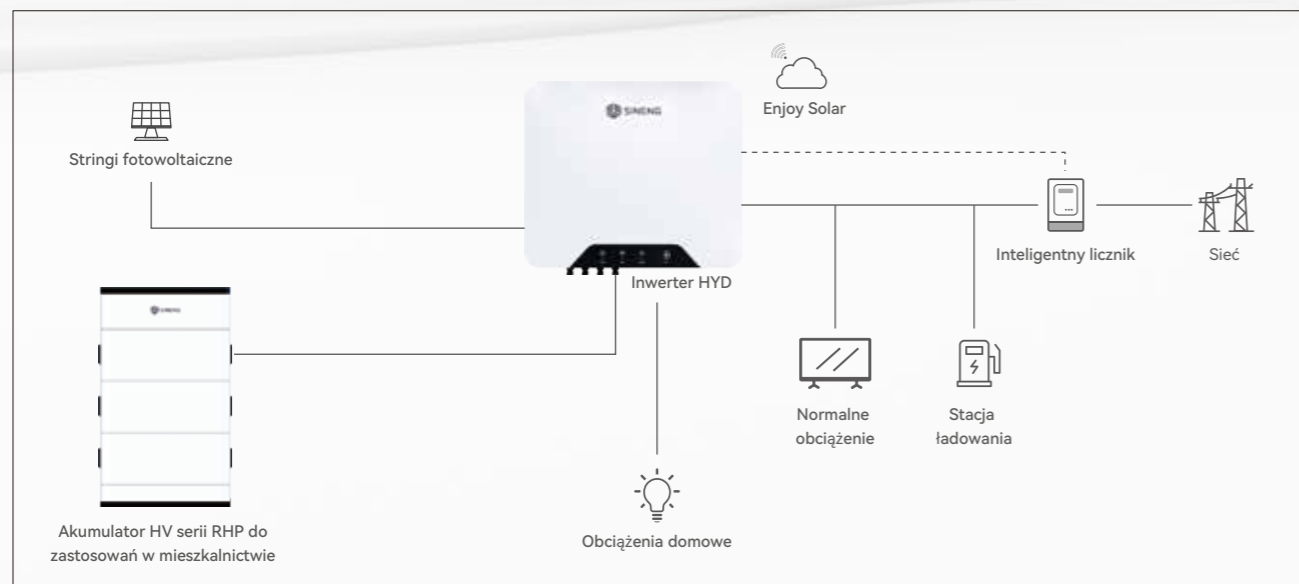 Enjoy Solar
SINENG
Stringi fotowoltaiczne
Inteligentny licznik
Sieć
Inwerter HYD
SINENG
Normalne
obciążenie
Stacja
ładowania
Akumulator HV serii RHP do
zastosowań w mieszkalnictwie
Obciążenia domowe